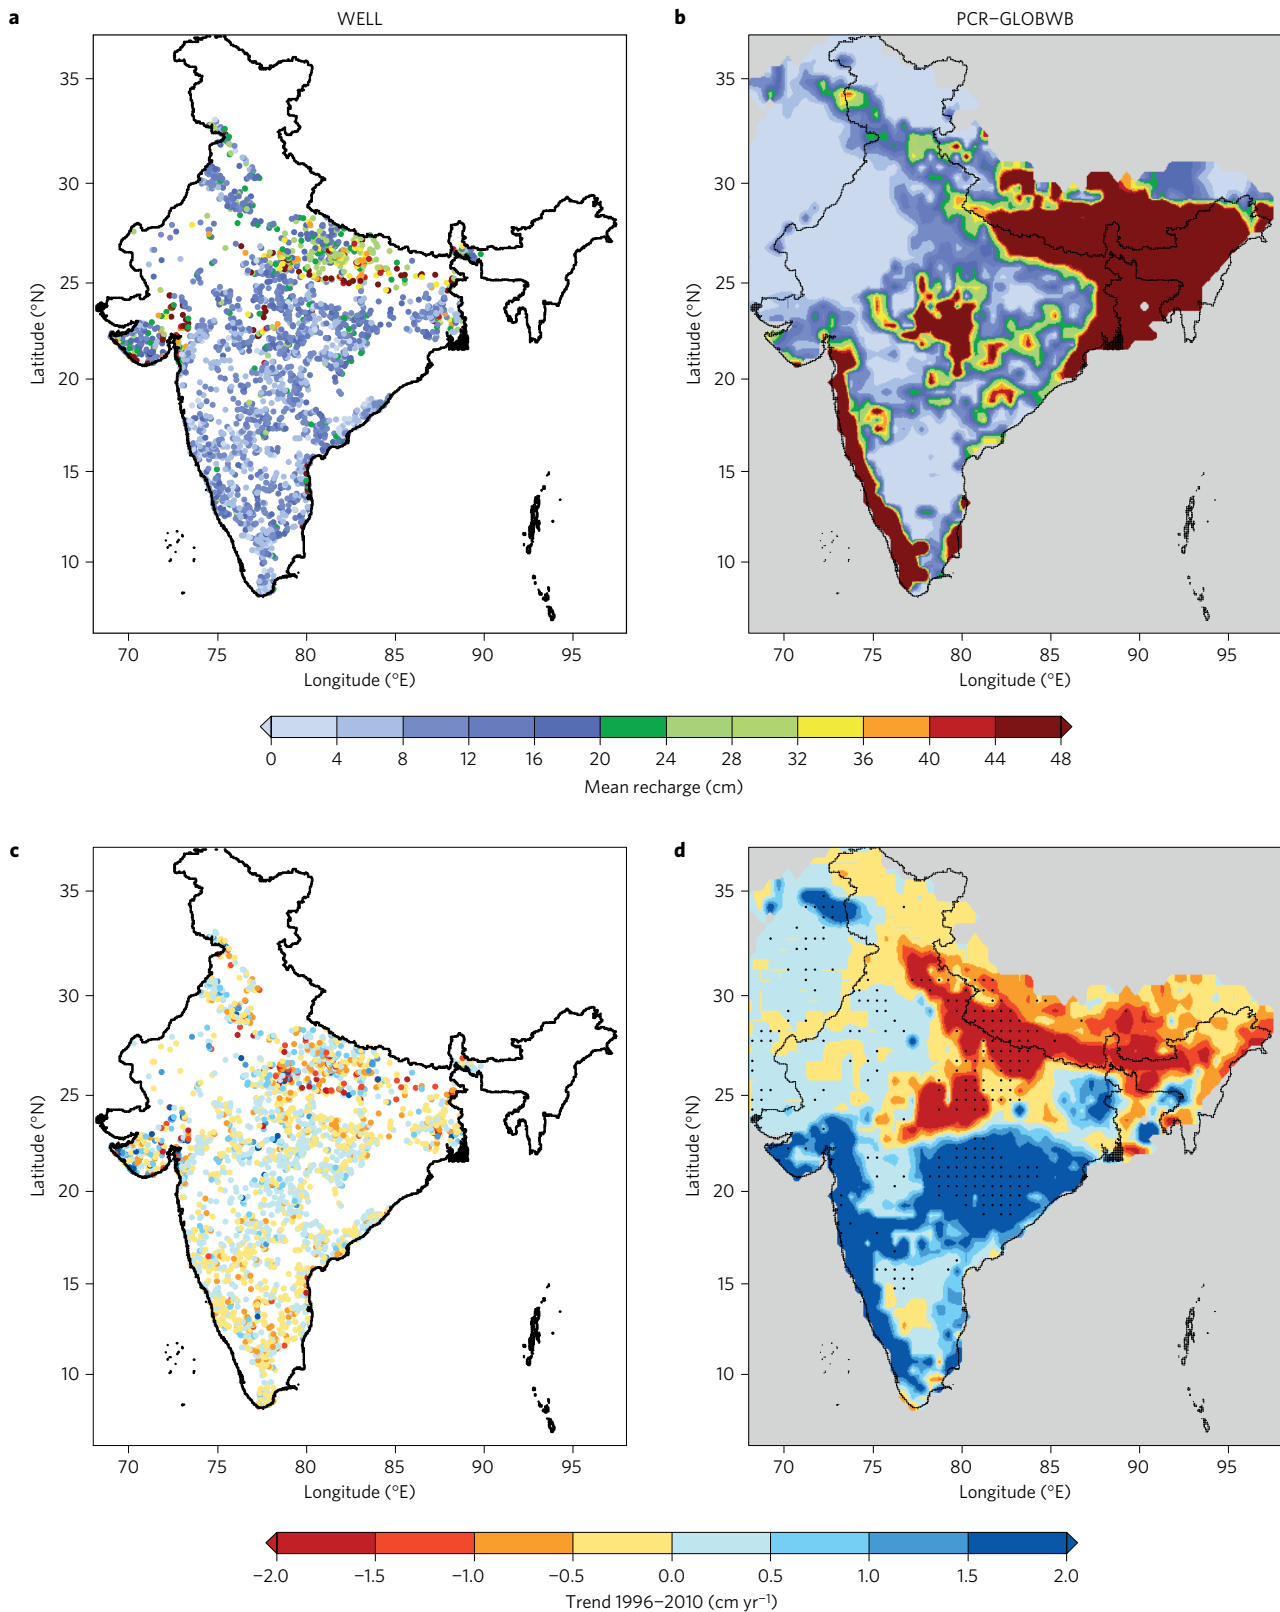 a WELL
b PCR−GLOBWB
35
30
25
20
15
10
Latitude (°N)
70 75 80 85 90 95
Longitude (°E)
35
30
25
20
15
10
Latitude (°N)
70 75 80 85 90 95
Longitude (°E)
0 4 8 12 16 20 24 28 32 36 40 44 48
Mean recharge (cm)
c
d
35
30
25
20
15
10
Latitude (°N)
70 75 80 85 90 95
Longitude (°E)
35
30
25
20
15
10
Latitude (°N)
70 75 80 85 90 95
Longitude (°E)
−2.0 −1.5 −1.0 −0.5 0.0 0.5 1.0 1.5 2.0
Trend 1996−2010 (cm yr⁻¹)